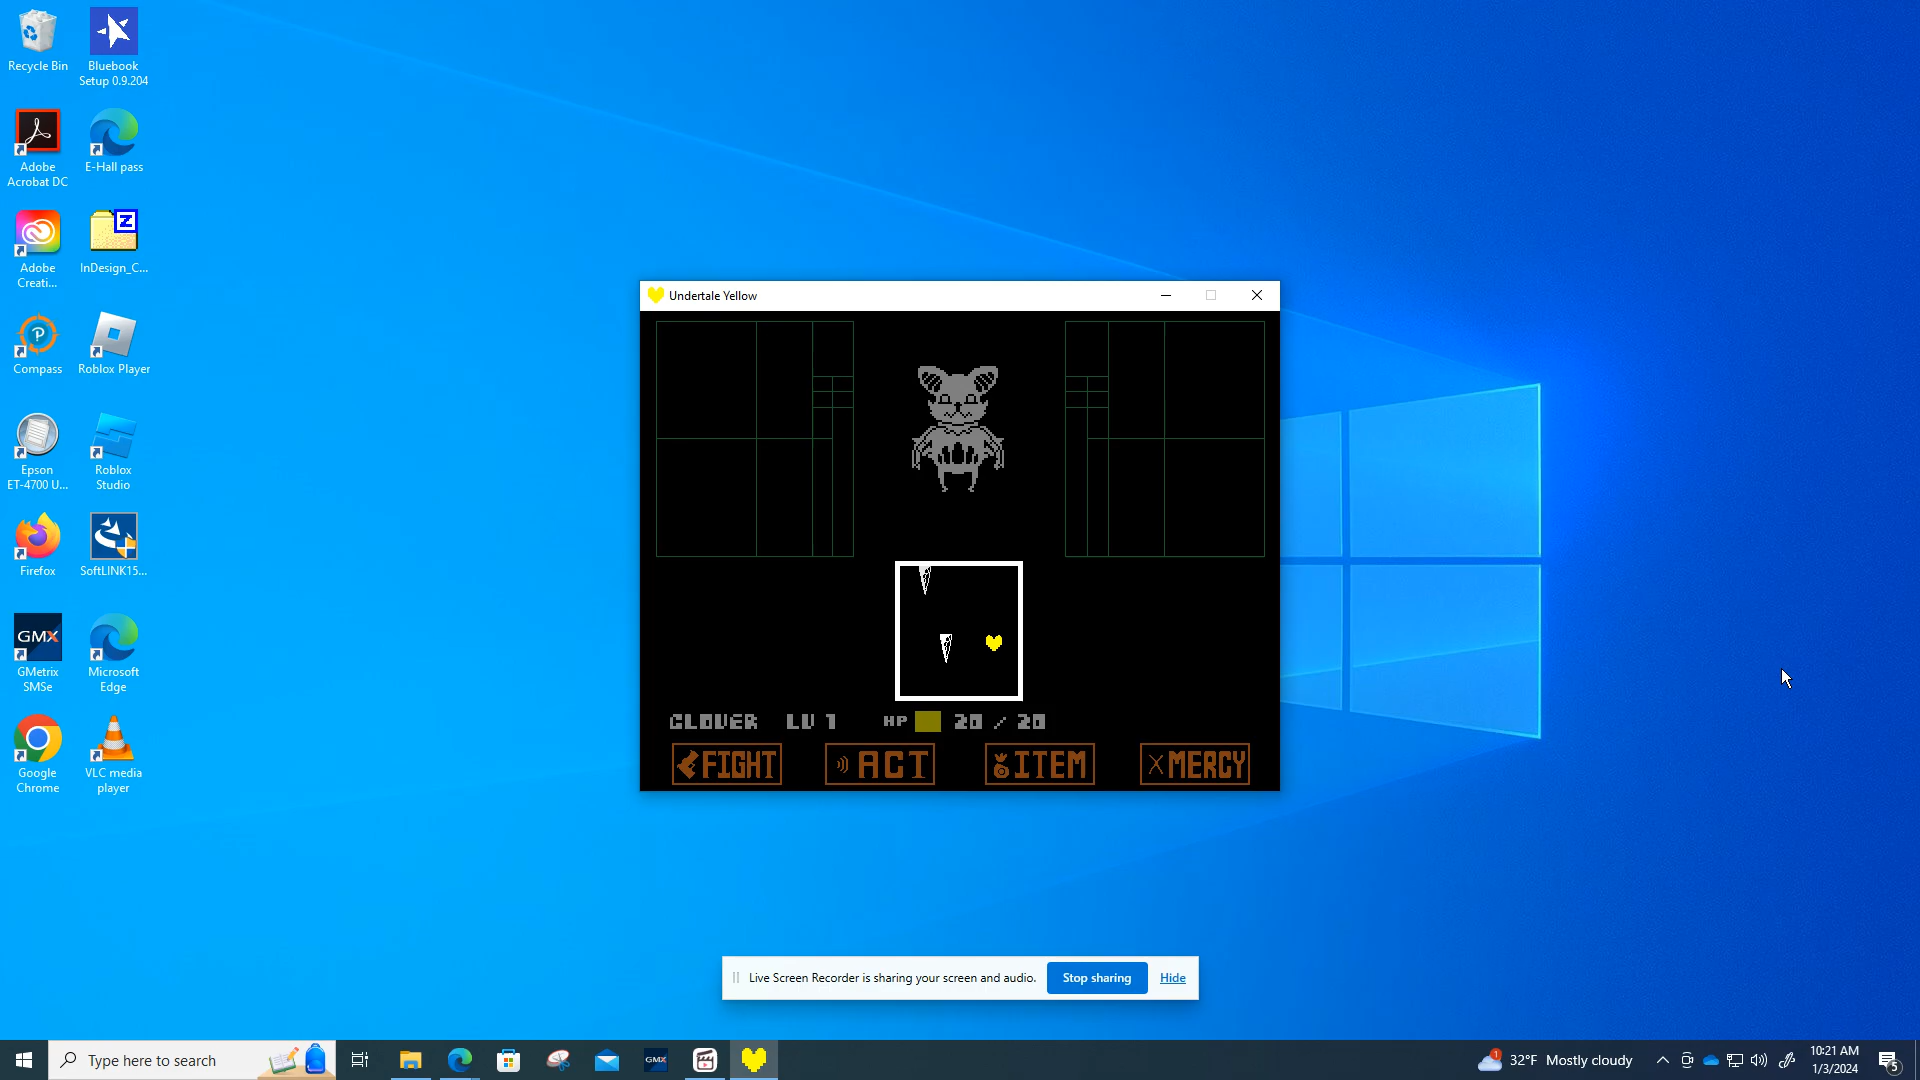 Recycle Bin
Bluebook
Setup 0.9.204
Adobe
Acrobat DC
E-Hall pass
Adobe
Creati...
InDesign_C...
Compass
Roblox Player
Epson
ET-4700 U...
Roblox
Studio
Firefox
SoftLINK15...
GMX
GMetrix
SMSe
Microsoft
Edge
Google
Chrome
VLC media
player
Undertale Yellow
CLOVER LV 1 HP 20 / 20
FIGHT ACT ITEM MERCY
Live Screen Recorder is sharing your screen and audio. Stop sharing Hide
Type here to search
GMX
32°F Mostly cloudy
10:21 AM
1/3/2024
5
1